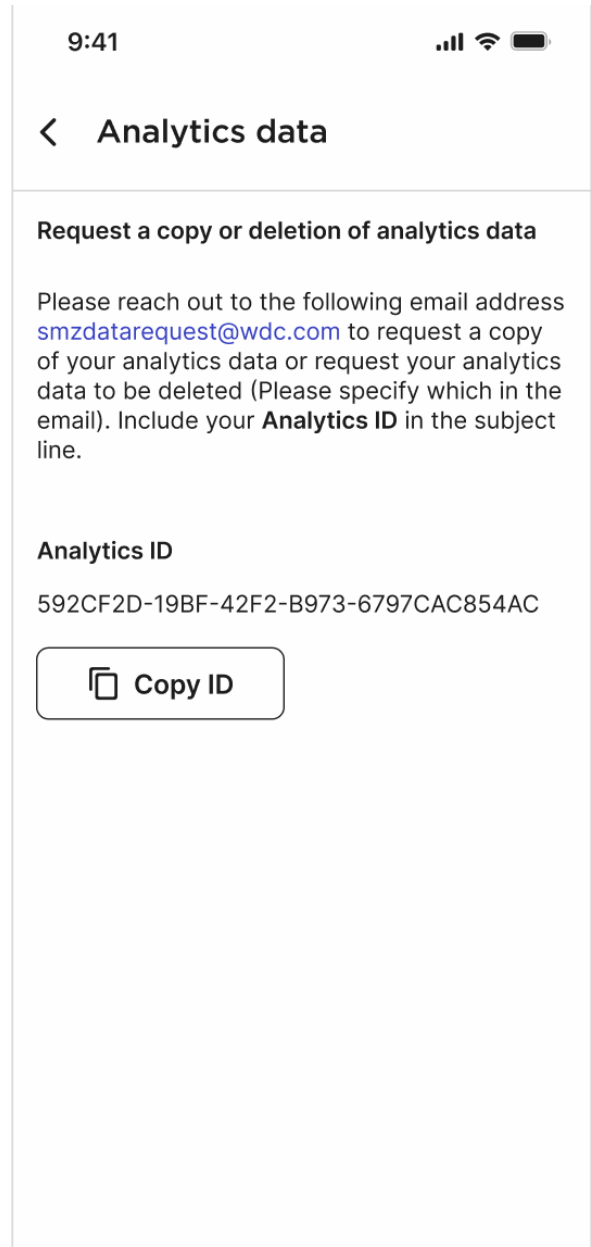 9:41
Analytics data
Request a copy or deletion of analytics data
Please reach out to the following email address
smzdatarequest@wdc.com to request a copy
of your analytics data or request your analytics
data to be deleted (Please specify which in the
email). Include your Analytics ID in the subject
line.
Analytics ID
592CF2D-19BF-42F2-B973-6797CAC854AC
Copy ID